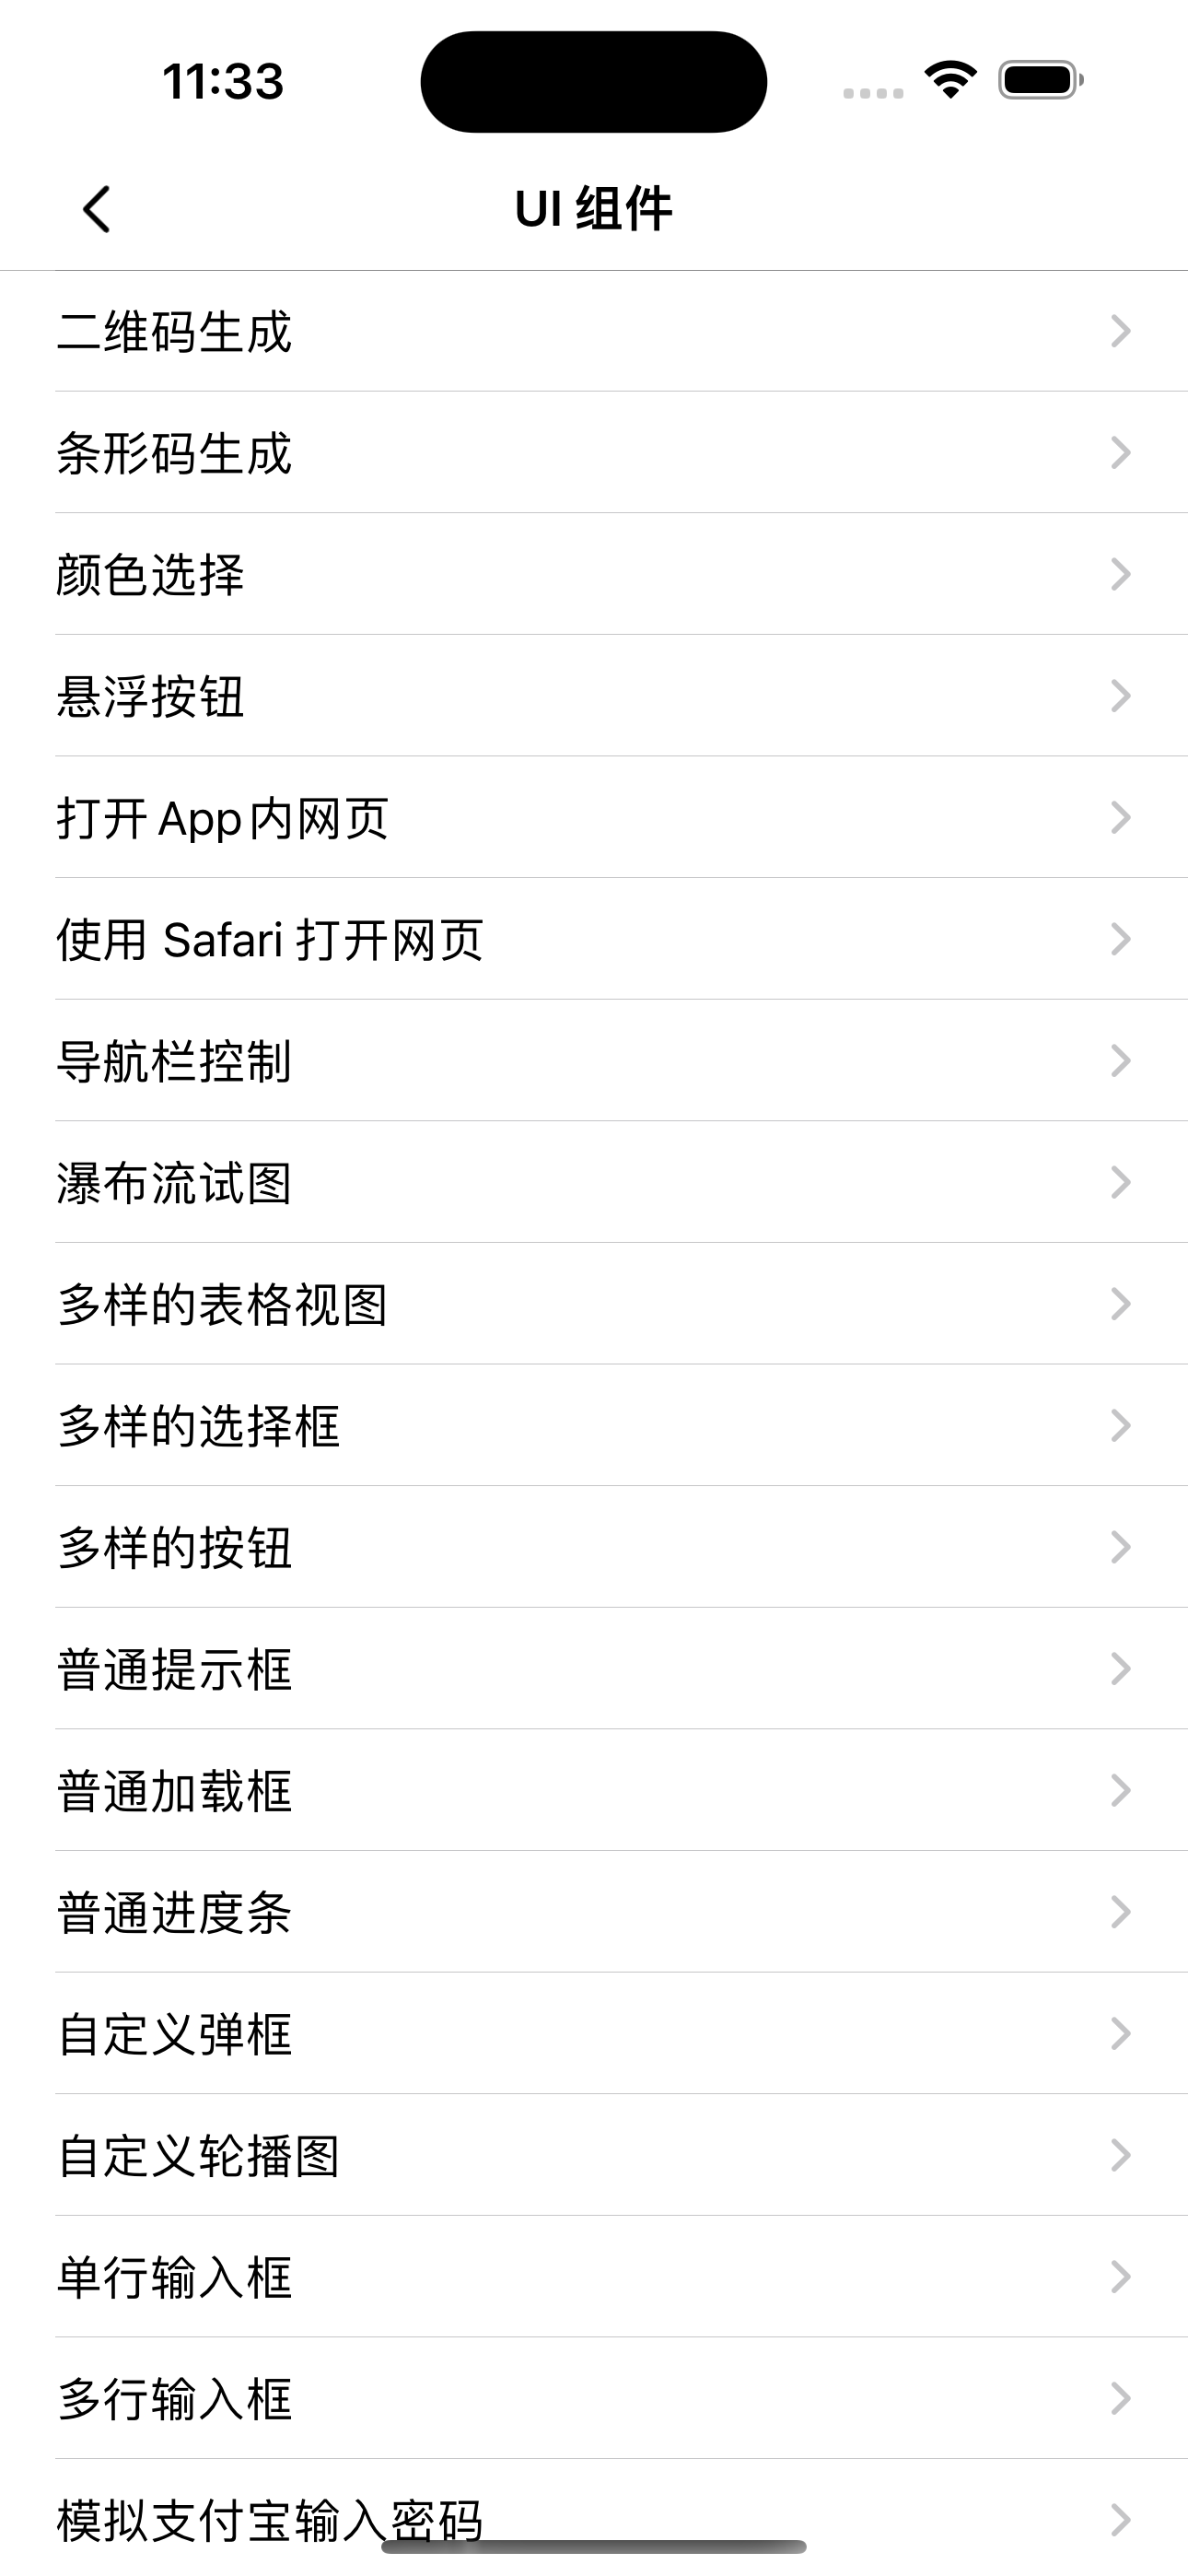 11:33
UI 组件
二维码生成
条形码生成
颜色选择
悬浮按钮
打开App内网页
使用 Safari 打开网页
导航栏控制
瀑布流试图
多样的表格视图
多样的选择框
多样的按钮
普通提示框
普通加载框
普通进度条
自定义弹框
自定义轮播图
单行输入框
多行输入框
模拟支付宝输入密码